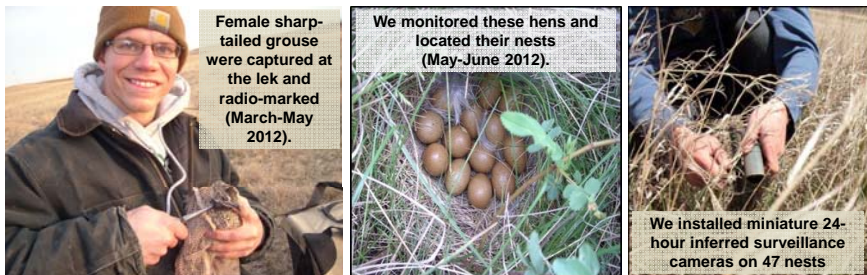 Female sharp-
tailed grouse
were captured at
the lek and
radio-marked
(March-May
2012).
We monitored these hens and
located their nests
(May-June 2012).
We installed miniature 24-
hour inferred surveillance
cameras on 47 nests